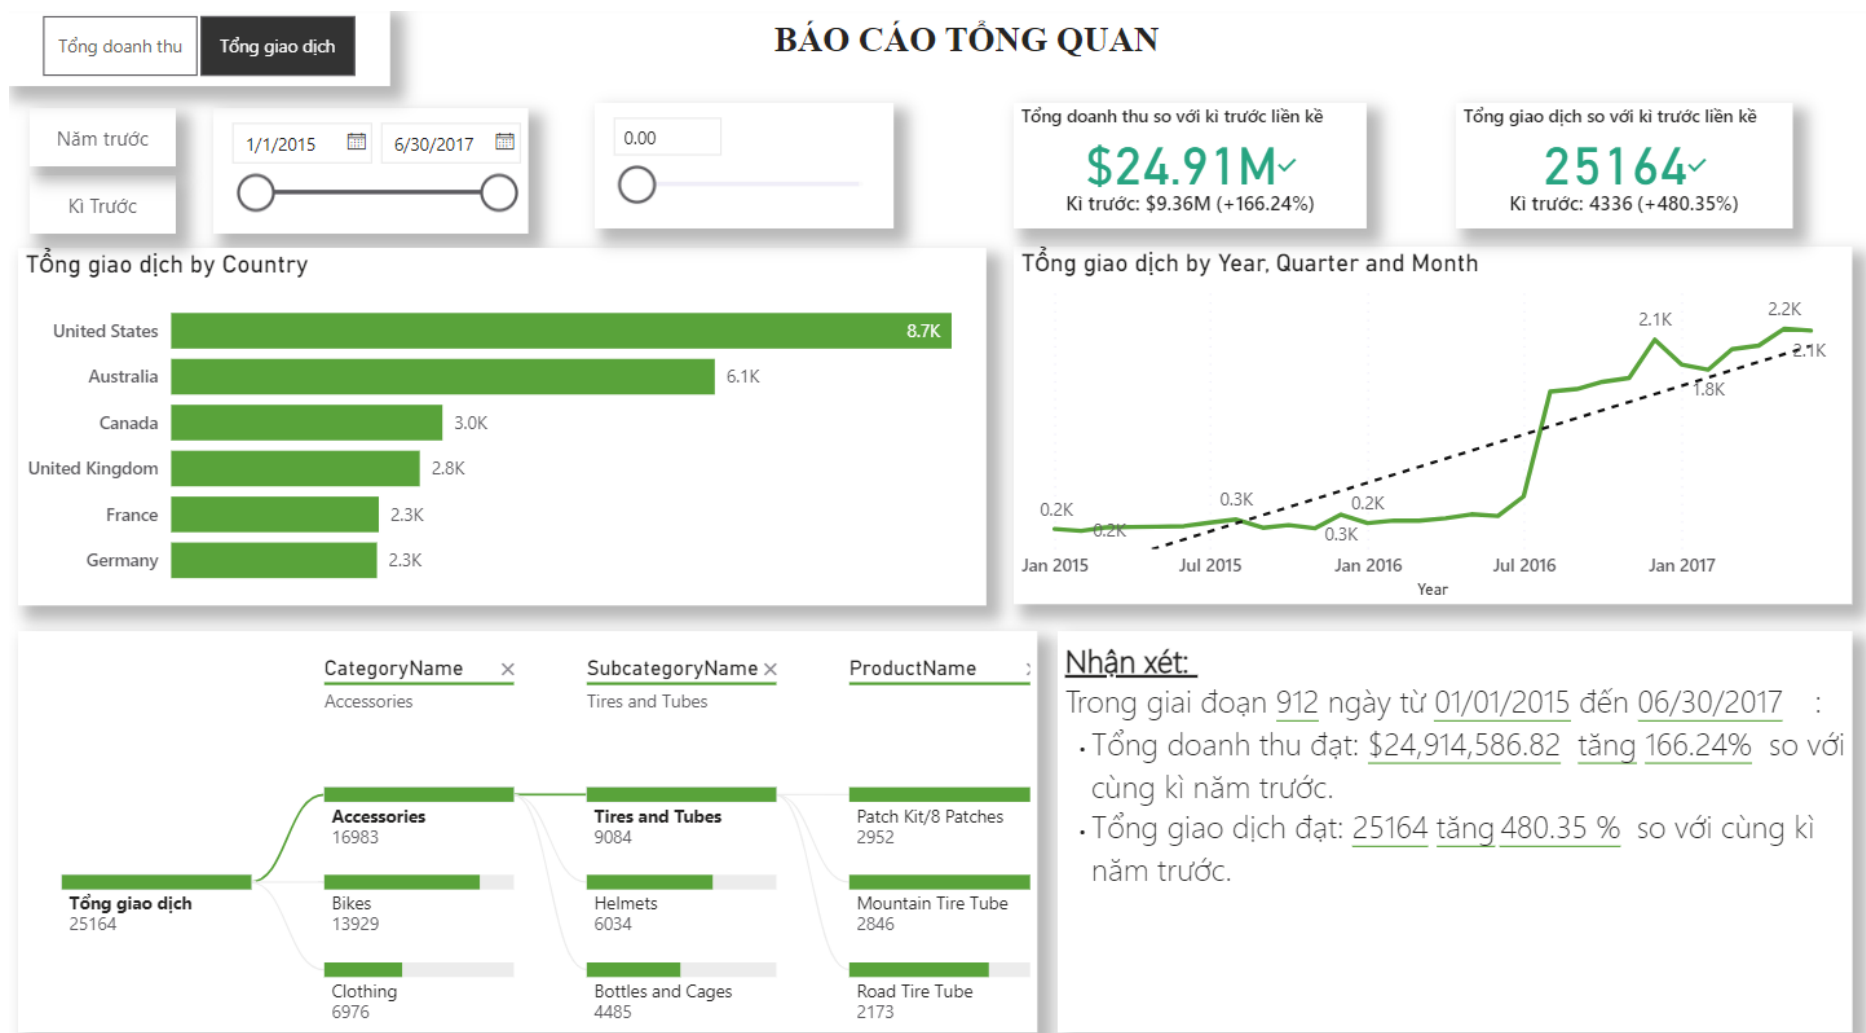 Tổng doanh thu
Tổng giao dịch
BÁO CÁO TỔNG QUAN
Năm trước
Kì Trước
1/1/2015
6/30/2017
0.00
Tổng doanh thu so với kì trước liền kề
$24.91M
Kì trước: $9.36M (+166.24%)
Tổng giao dịch so với kì trước liền kề
25164
Kì trước: 4336 (+480.35%)
Tổng giao dịch by Country
United States
8.7K
Australia
6.1K
Canada
3.0K
United Kingdom
2.8K
France
2.3K
Germany
2.3K
Tổng giao dịch by Year, Quarter and Month
0.2K
0.2K
0.3K
0.3K
0.2K
2.1K
1.8K
2.2K
2.1K
Jan 2015
Jul 2015
Jan 2016
Jul 2016
Jan 2017
Year
CategoryName
Accessories
SubcategoryName
Tires and Tubes
ProductName
Tổng giao dịch
25164
Accessories
16983
Bikes
13929
Clothing
6976
Tires and Tubes
9084
Helmets
6034
Bottles and Cages
4485
Patch Kit/8 Patches
2952
Mountain Tire Tube
2846
Road Tire Tube
2173
Nhận xét:
Trong giai đoạn 912 ngày từ 01/01/2015 đến 06/30/2017 :
• Tổng doanh thu đạt: $24,914,586.82 tăng 166.24% so với
cùng kì năm trước.
• Tổng giao dịch đạt: 25164 tăng 480.35 % so với cùng kì
năm trước.